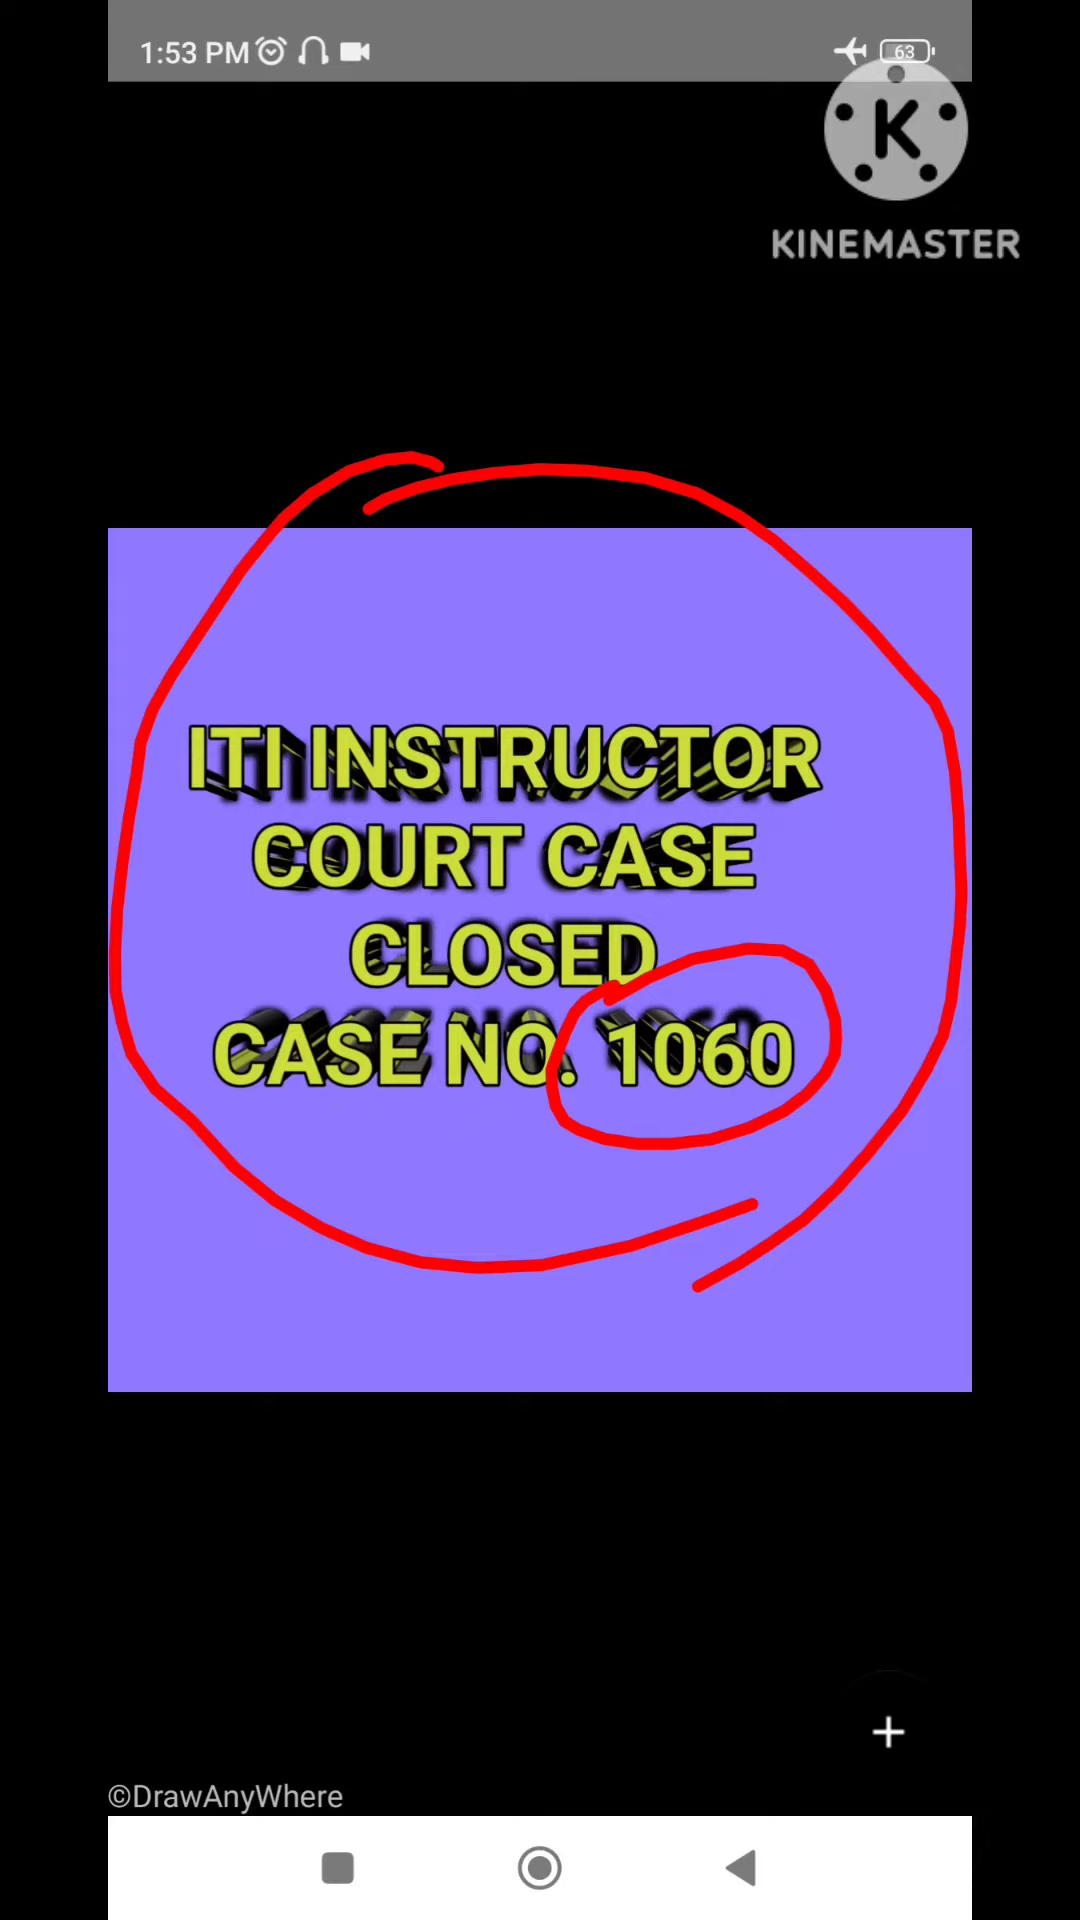 1:53 PM
63
K
KINEMASTER
ITI INSTRUCTOR
COURT CASE
CLOSED
CASE NO. 1060
©DrawAnyWhere